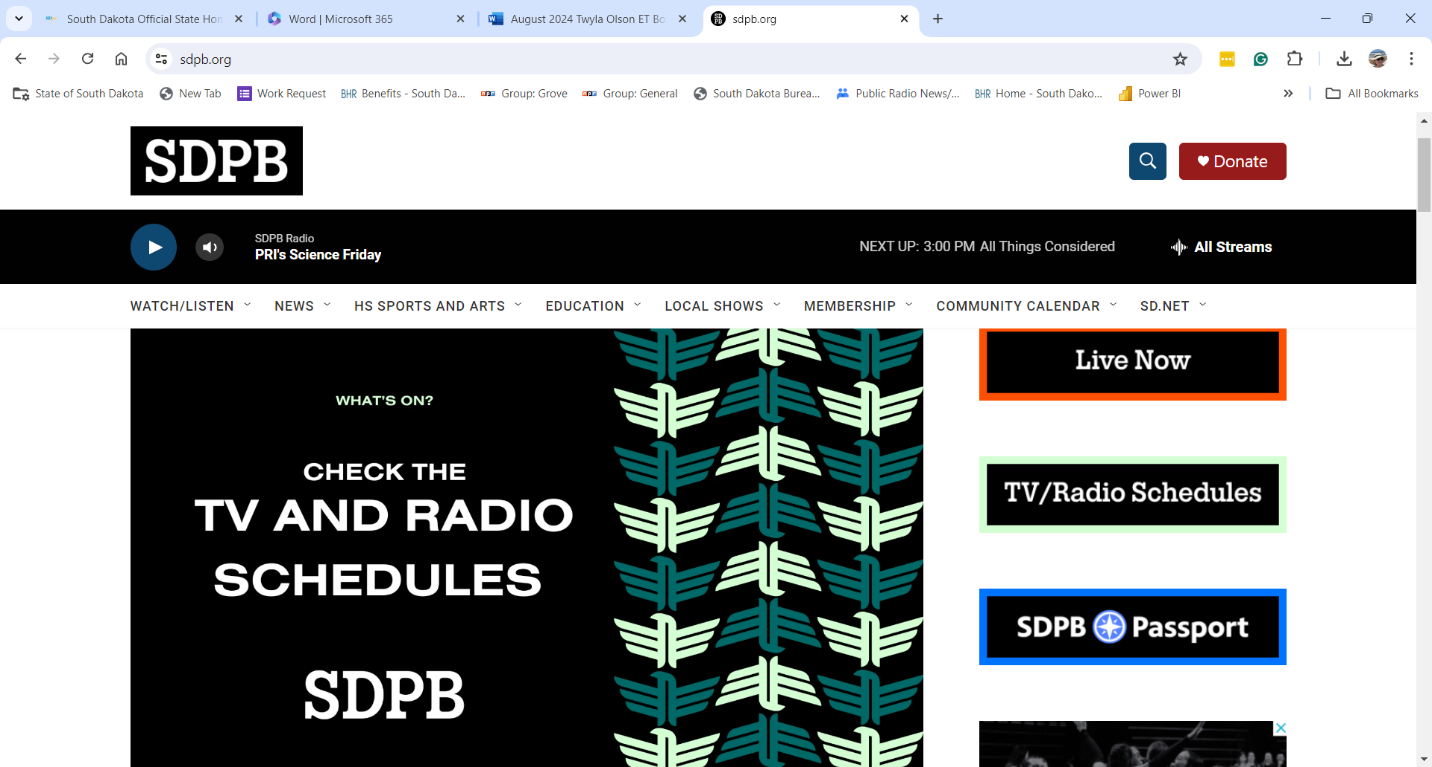 South Dakota Official State Hor
Word | Microsoft 365
August 2024 Twyla Olson ET Bo
sdpb.org
sdpb.org
State of South Dakota
New Tab
Work Request
BHR Benefits - South Da...
Group: Grove
Group: General
South Dakota Burea...
Public Radio News/...
BHR Home - South Dako...
Power BI
»
All Bookmarks
SDPB
Donate
SDPB Radio
PRI's Science Friday
NEXT UP: 3:00 PM All Things Considered
All Streams
WATCH/LISTEN
NEWS
HS SPORTS AND ARTS
EDUCATION
LOCAL SHOWS
MEMBERSHIP
COMMUNITY CALENDAR
SD.NET
WHAT'S ON?
CHECK THE
TV AND RADIO
SCHEDULES
SDPB
Live Now
TV/Radio Schedules
SDPB Passport